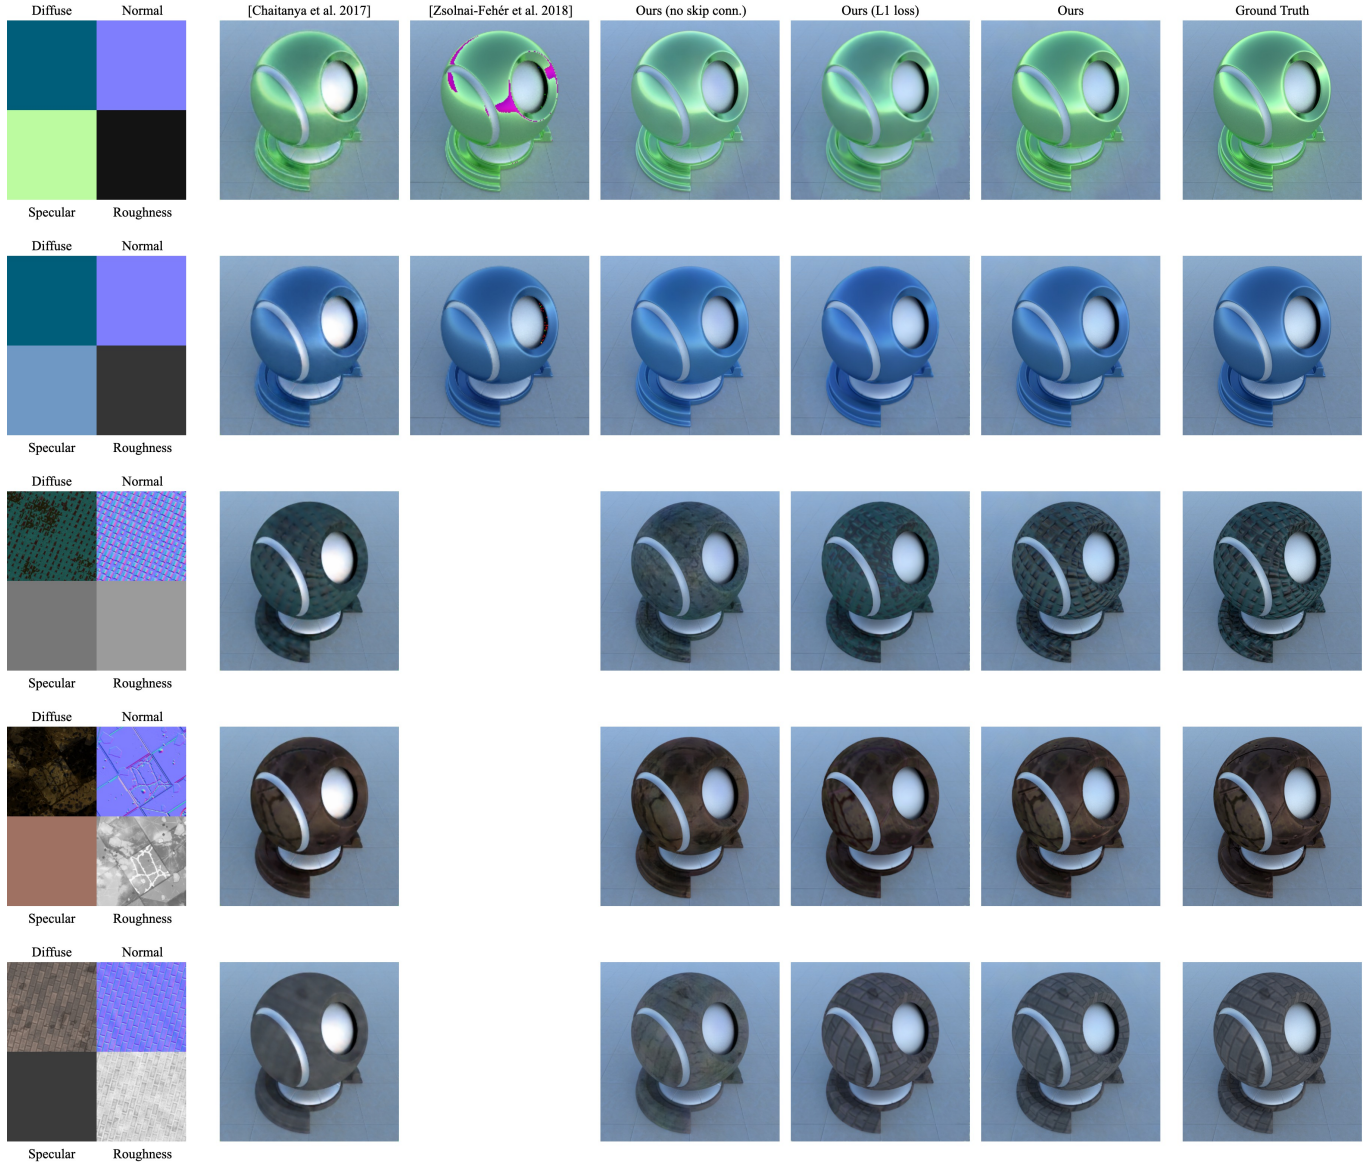 Diffuse Normal [Chaitanya et al. 2017] [Zsolnai-Fehér et al. 2018] Ours (no skip conn.) Ours (L1 loss) Ours Ground Truth
Specular Roughness
Diffuse Normal
Specular Roughness
Diffuse Normal
Specular Roughness
Diffuse Normal
Specular Roughness
Diffuse Normal
Specular Roughness